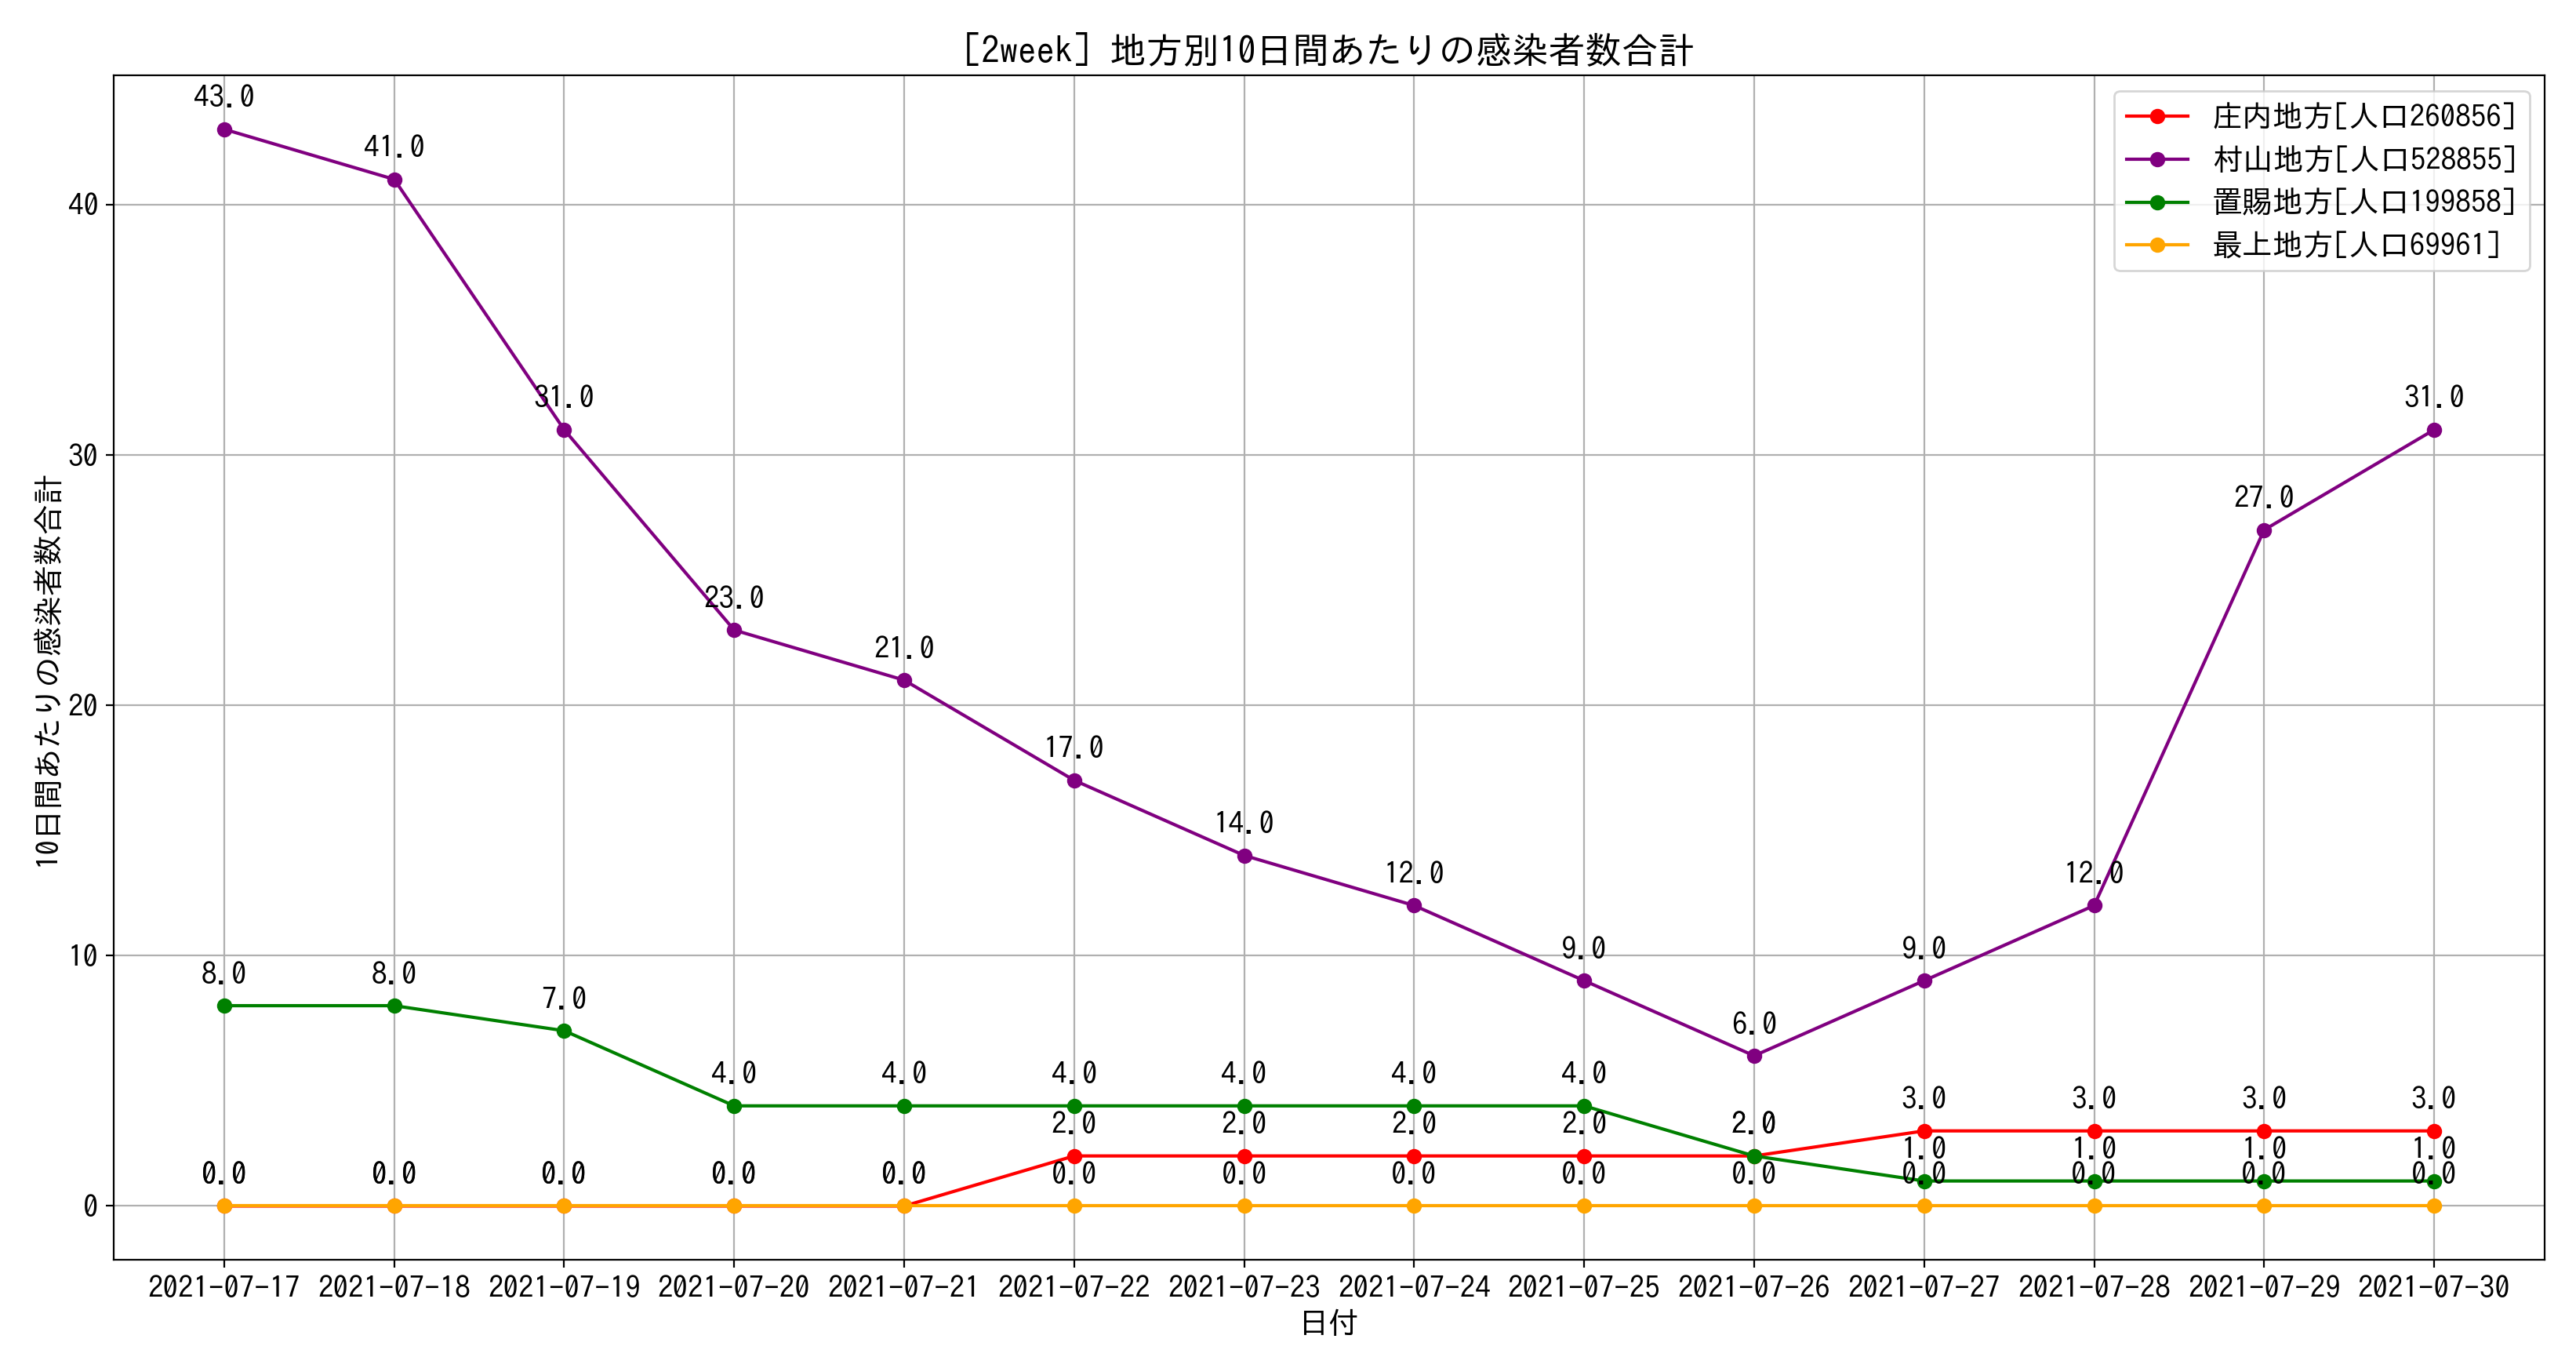 [2week] 地方別10日間あたりの感染者数合計
庄内地方[人口260856]
村山地方[人口528855]
置賜地方[人口199858]
最上地方[人口69961]
10日間あたりの感染者数合計
40
30
20
10
0
43.0 41.0 31.0 23.0 21.0 17.0 14.0 12.0 9.0 6.0 9.0 12.0 27.0 31.0
8.0 8.0 7.0 4.0 4.0 4.0 4.0 4.0 4.0 2.0 1.0 1.0 1.0 1.0
0.0 0.0 0.0 0.0 0.0 2.0 2.0 2.0 2.0 2.0 3.0 3.0 3.0 3.0
0.0 0.0 0.0 0.0 0.0 0.0 0.0 0.0 0.0 0.0 0.0 0.0 0.0 0.0
2021-07-17 2021-07-18 2021-07-19 2021-07-20 2021-07-21 2021-07-22 2021-07-23 2021-07-24 2021-07-25 2021-07-26 2021-07-27 2021-07-28 2021-07-29 2021-07-30
日付